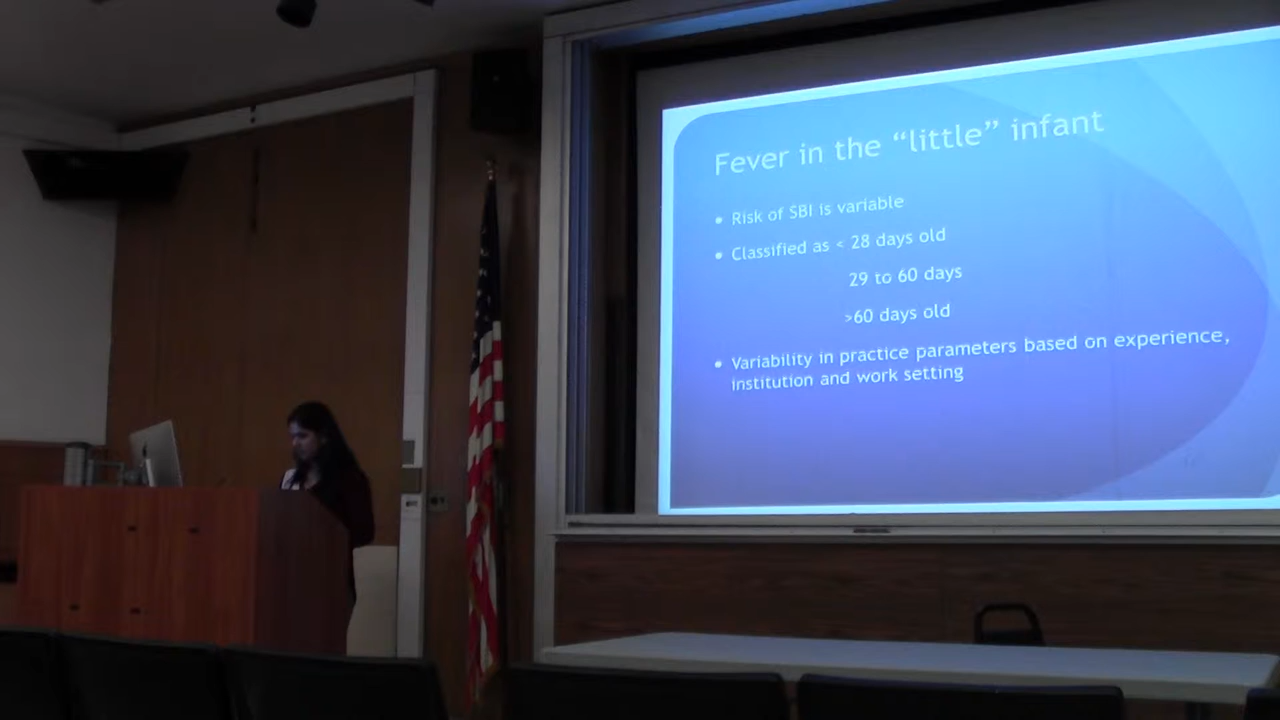 Fever in the “little” infant
• Risk of SBI is variable
• Classified as < 28 days old
29 to 60 days
>60 days old
• Variability in practice parameters based on experience,
institution and work setting